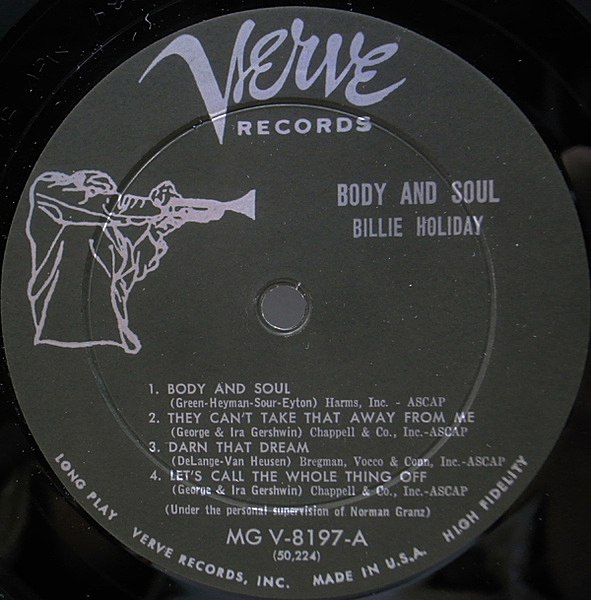 Verve
RECORDS
BODY AND SOUL
BILLIE HOLIDAY
1. BODY AND SOUL
(Green-Heyman-Sour-Eyton) Harms, Inc. - ASCAP
2. THEY CAN'T TAKE THAT AWAY FROM ME
(George & Ira Gershwin) Chappell & Co., Inc.-ASCAP
3. DARN THAT DREAM
(DeLange-Van Heusen) Bregman, Vocco & Conn, Inc.-ASCAP
4. LET'S CALL THE WHOLE THING OFF
(George & Ira Gershwin) Chappell & Co., Inc.-ASCAP
(Under the personal supervision of Norman Granz)
MG V-8197-A
(50,224)
LONG PLAY VERVE RECORDS, INC. MADE IN U.S.A. HIGH FIDELITY